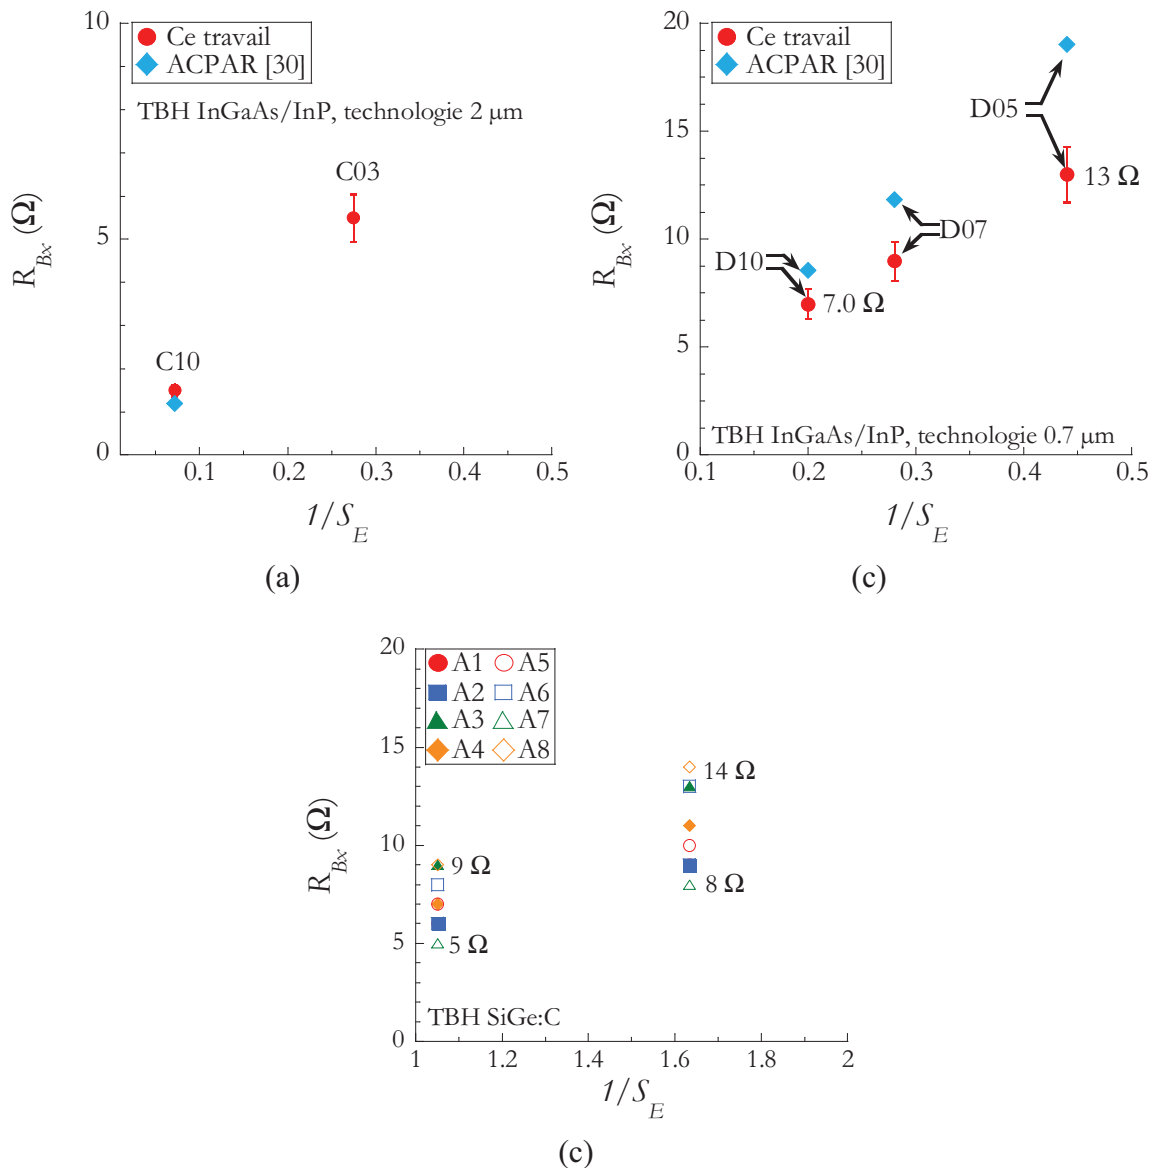 10
Ce travail
ACPAR [30]
TBH InGaAs/InP, technologie 2 µm
C03
R_Bx (Ω)
5
C10
0
0.1 0.2 0.3 0.4 0.5
1/S_E
(a)
20
Ce travail
ACPAR [30]
15
D05
13 Ω
R_Bx (Ω)
10
D07
D10
7.0 Ω
5
TBH InGaAs/InP, technologie 0.7 µm
0
0.1 0.2 0.3 0.4 0.5
1/S_E
(c)
20
A1 A5
A2 A6
A3 A7
A4 A8
15
14 Ω
R_Bx (Ω)
10
9 Ω
8 Ω
5
5 Ω
TBH SiGe:C
0
1 1.2 1.4 1.6 1.8 2
1/S_E
(c)